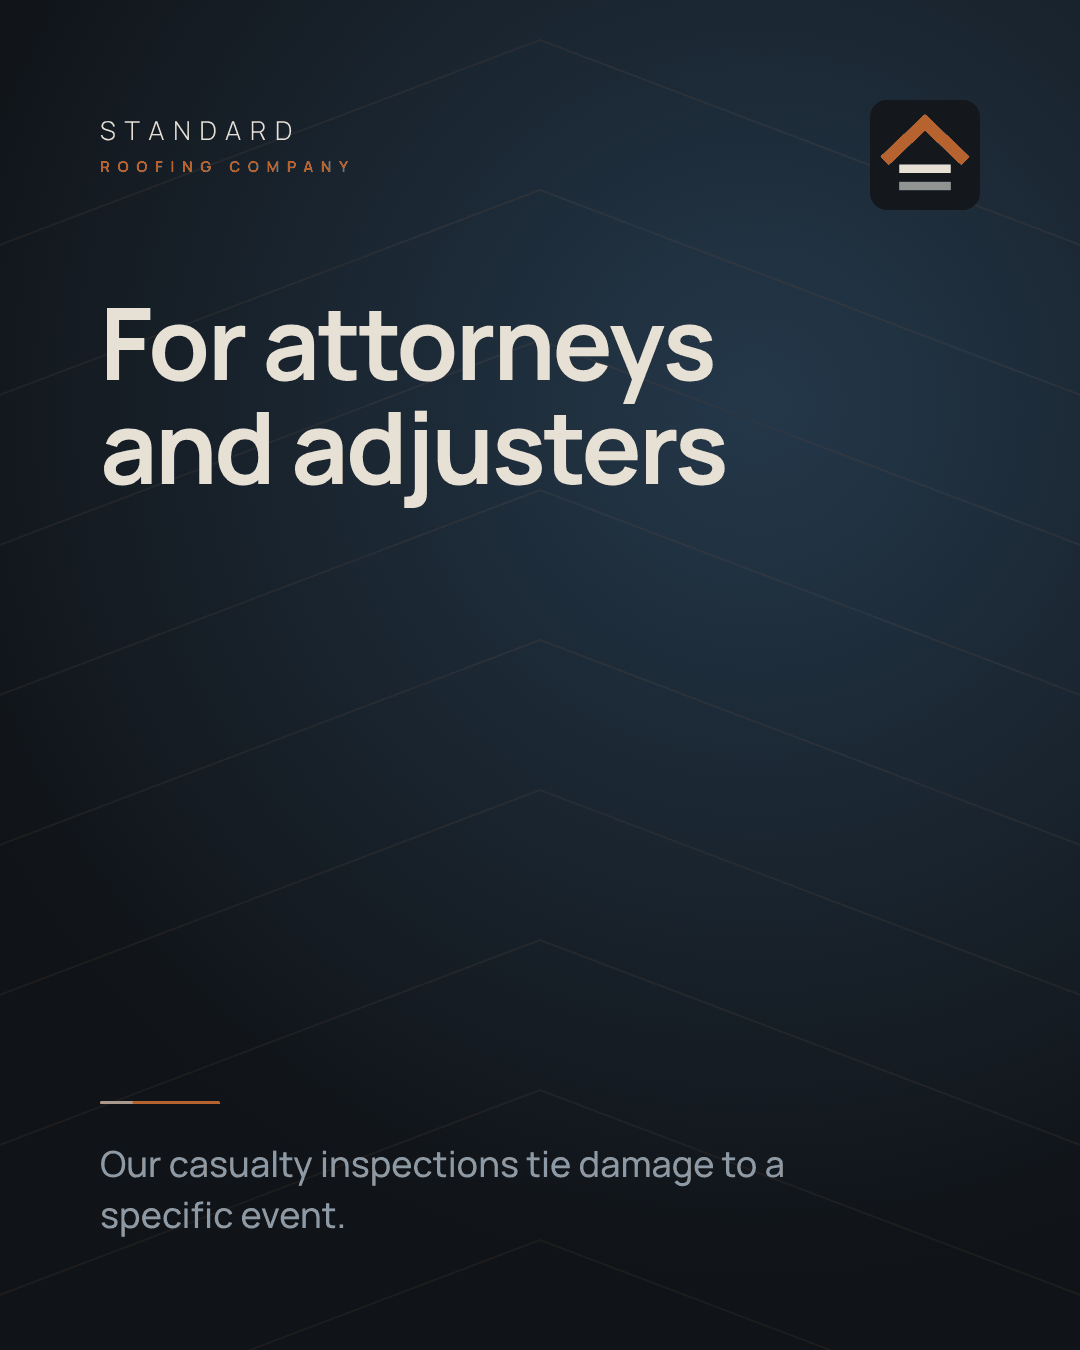 STANDARD
ROOFING COMPANY
For attorneys
and adjusters
Our casualty inspections tie damage to a
specific event.